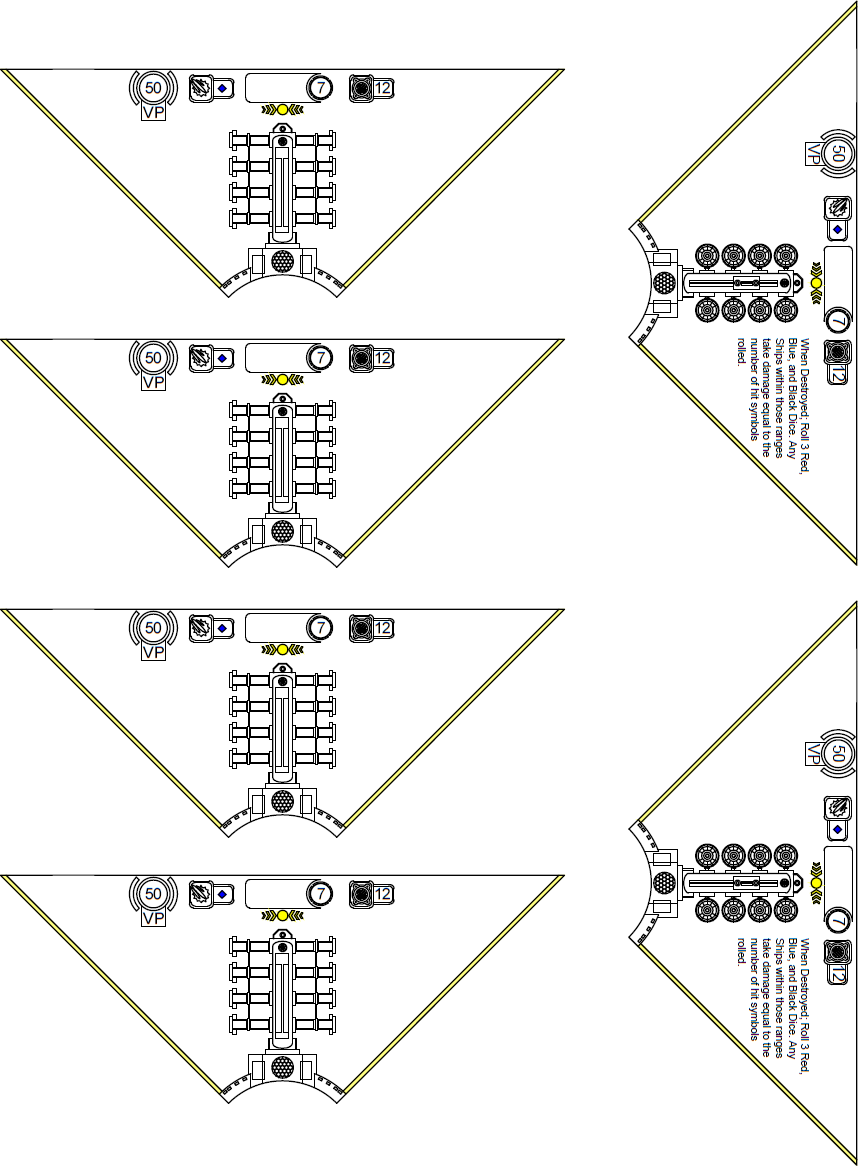 50
VP
7
12
50
VP
7
12
50
VP
7
12
50
VP
7
12
50
VP
7
12
When Destroyed; Roll 3 Red,
Blue, and Black Dice. Any
Ships within those ranges
take damage equal to the
number of hit symbols
rolled.
50
VP
7
12
When Destroyed; Roll 3 Red,
Blue, and Black Dice. Any
Ships within those ranges
take damage equal to the
number of hit symbols
rolled.